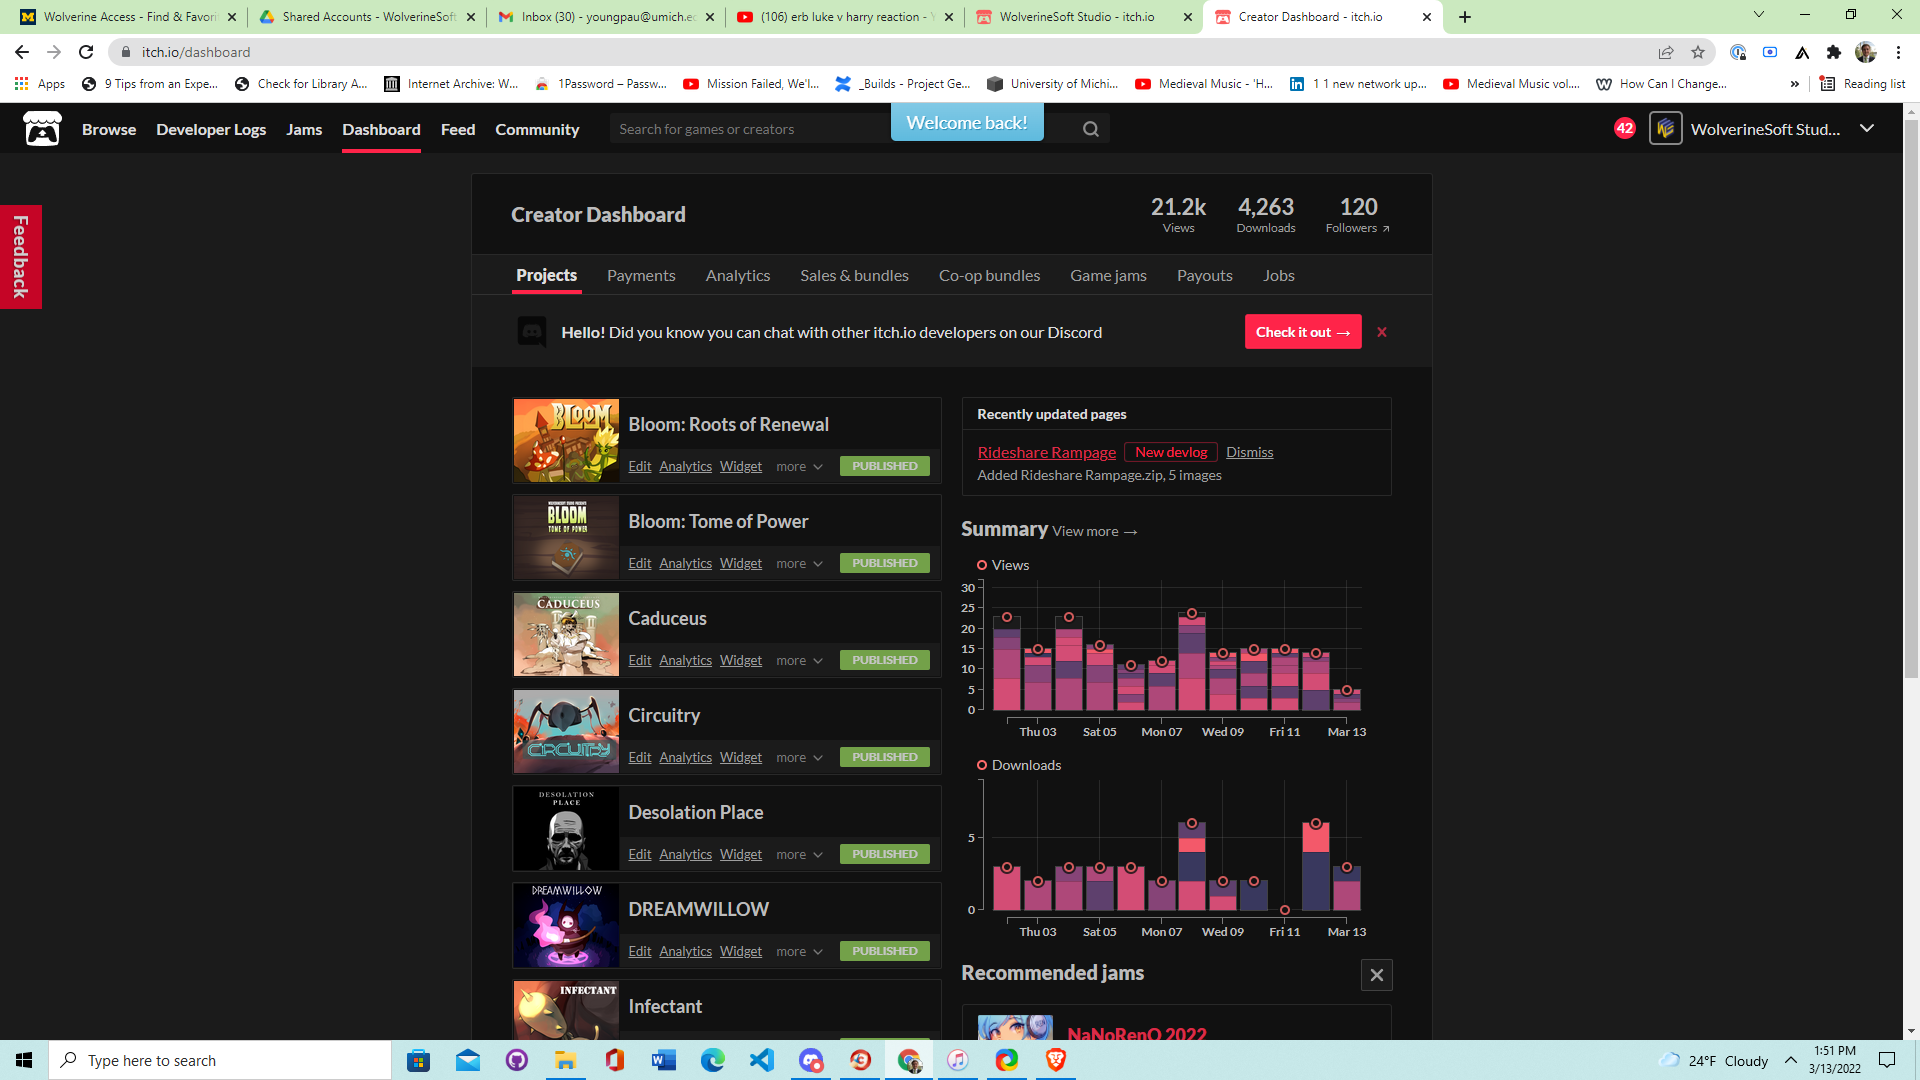 Wolverine Access - Find & Favori
Shared Accounts - WolverineSoft
Inbox (30) - youngpau@umich.ed
(106) erb luke v harry reaction - Y
WolverineSoft Studio - itch.io
Creator Dashboard - itch.io
itch.io/dashboard
Apps
9 Tips from an Expe...
Check for Library A...
Internet Archive: W...
1Password – Passw...
Mission Failed, We'l...
_Builds - Project Ge...
University of Michi...
Medieval Music - 'H...
1 1 new network up...
Medieval Music vol....
How Can I Change...
»
Reading list
Browse
Developer Logs
Jams
Dashboard
Feed
Community
Search for games or creators
Welcome back!
42
WolverineSoft Stud...
Feedback
Creator Dashboard
21.2k
Views
4,263
Downloads
120
Followers ↗
Projects
Payments
Analytics
Sales & bundles
Co-op bundles
Game jams
Payouts
Jobs
Hello! Did you know you can chat with other itch.io developers on our Discord
Check it out →
BLOOM
Bloom: Roots of Renewal
Edit Analytics Widget more PUBLISHED
BLOOM
TOME OF POWER
Bloom: Tome of Power
Edit Analytics Widget more PUBLISHED
CADUCEUS
Caduceus
Edit Analytics Widget more PUBLISHED
CIRCUITRY
Circuitry
Edit Analytics Widget more PUBLISHED
DESOLATION
PLACE
Desolation Place
Edit Analytics Widget more PUBLISHED
DREAMWILLOW
DREAMWILLOW
Edit Analytics Widget more PUBLISHED
INFECTANT
Infectant
Recently updated pages
Rideshare Rampage New devlog Dismiss
Added Rideshare Rampage.zip, 5 images
Summary View more →
Views
30
25
20
15
10
5
0
Thu 03 Sat 05 Mon 07 Wed 09 Fri 11 Mar 13
Downloads
5
0
Thu 03 Sat 05 Mon 07 Wed 09 Fri 11 Mar 13
Recommended jams
NaNoRenO 2022
Type here to search
24°F Cloudy
1:51 PM
3/13/2022